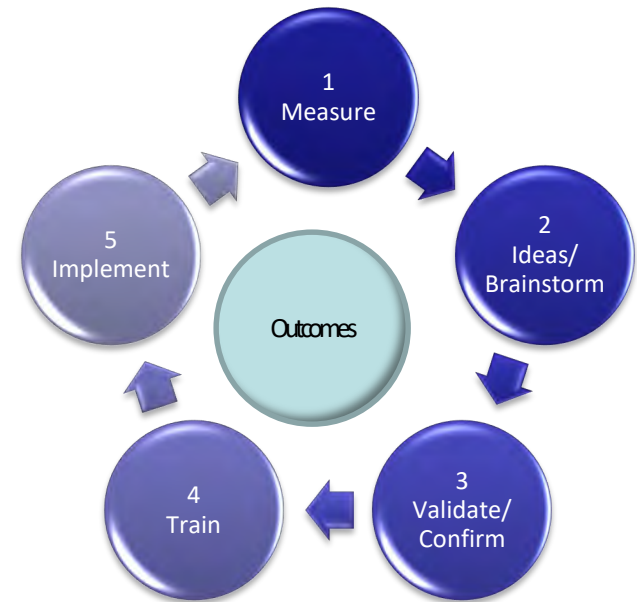 1
Measure
2
Ideas/
Brainstorm
3
Validate/
Confirm
4
Train
5
Implement
Outcomes